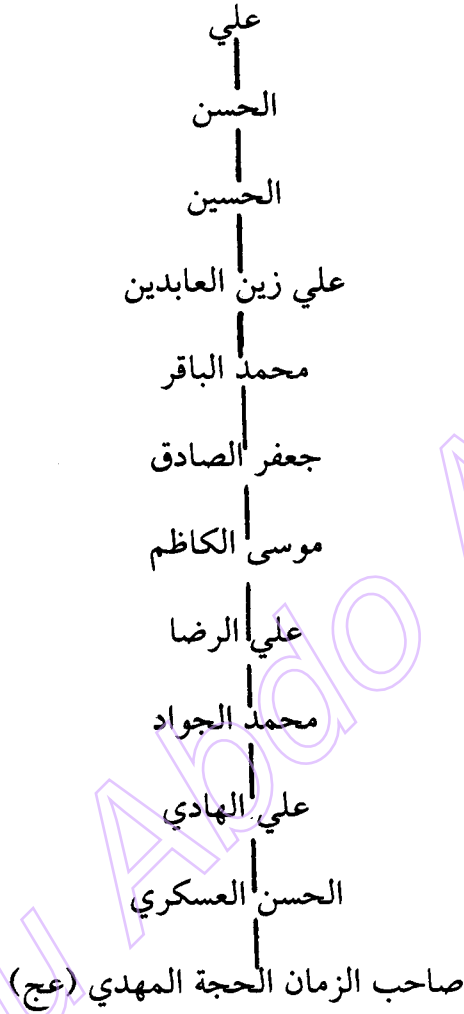 علي
الحسن
الحسين
علي زين العابدين
محمد الباقر
جعفر الصادق
موسى الكاظم
علي الرضا
محمد الجواد
علي الهادي
الحسن العسكري
صاحب الزمان الحجة المهدي (عج)
Abdo